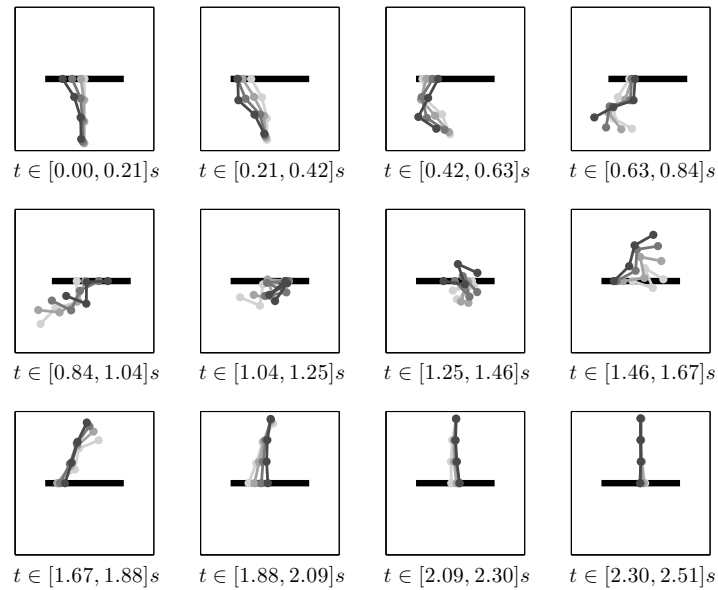 t ∈ [0.00, 0.21]s t ∈ [0.21, 0.42]s t ∈ [0.42, 0.63]s t ∈ [0.63, 0.84]s
t ∈ [0.84, 1.04]s t ∈ [1.04, 1.25]s t ∈ [1.25, 1.46]s t ∈ [1.46, 1.67]s
t ∈ [1.67, 1.88]s t ∈ [1.88, 2.09]s t ∈ [2.09, 2.30]s t ∈ [2.30, 2.51]s